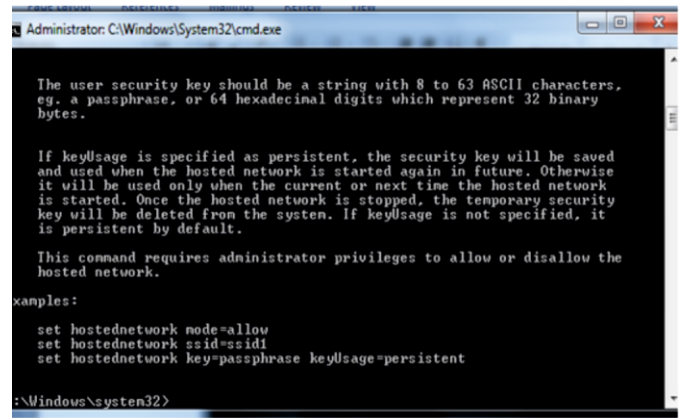 Page Layout References Mailings Review View
Administrator: C:\Windows\System32\cmd.exe
The user security key should be a string with 8 to 63 ASCII characters,
eg. a passphrase, or 64 hexadecimal digits which represent 32 binary
bytes.
If keyUsage is specified as persistent, the security key will be saved
and used when the hosted network is started again in future. Otherwise
it will be used only when the current or next time the hosted network
is started. Once the hosted network is stopped, the temporary security
key will be deleted from the system. If keyUsage is not specified, it
is persistent by default.
This command requires administrator privileges to allow or disallow the
hosted network.
xamples:
set hostednetwork mode=allow
set hostednetwork ssid=ssid1
set hostednetwork key=passphrase keyUsage=persistent
:\Windows\system32>